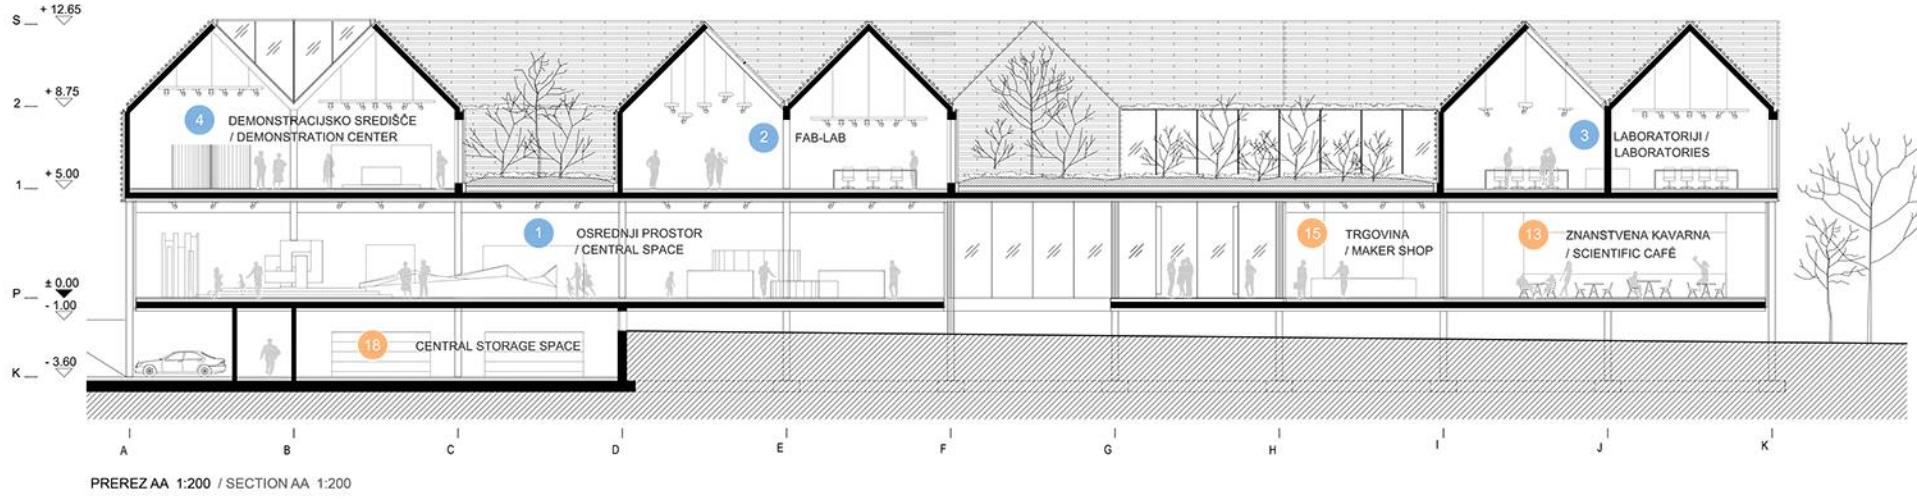 S
+ 12.65
2
+ 8.75
4
DEMONSTRACIJSKO SREDIŠČE
/ DEMONSTRATION CENTER
2
FAB-LAB
3
LABORATORIJI /
LABORATORIES
1
+ 5.00
1
OSREDNJI PROSTOR
/ CENTRAL SPACE
15
TRGOVINA
/ MAKER SHOP
13
ZNANSTVENA KAVARNA
/ SCIENTIFIC CAFÉ
P
± 0.00
- 1.00
18
CENTRAL STORAGE SPACE
K
- 3.60
A B C D E F G H I J K
PREREZ AA 1:200 / SECTION AA 1:200